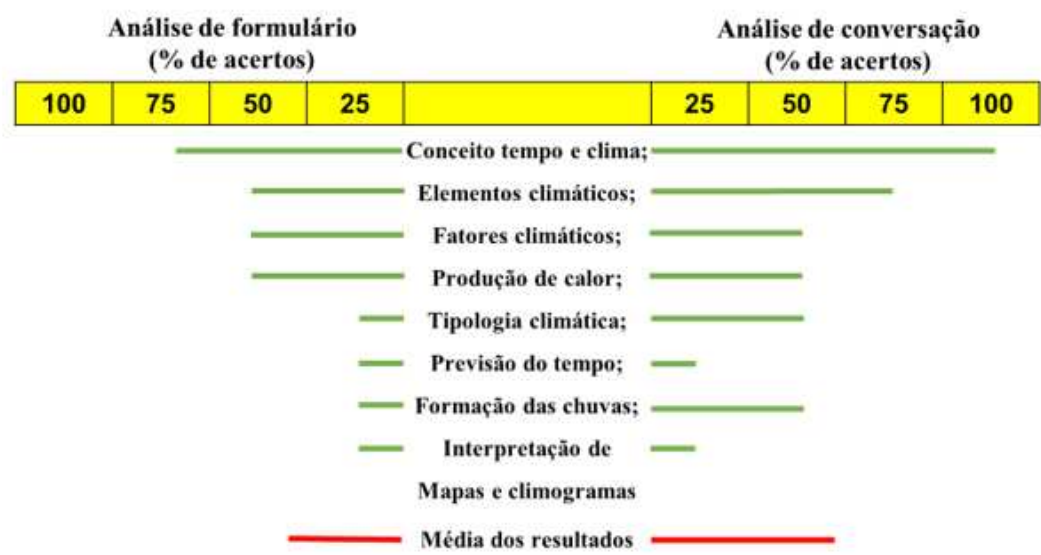 Análise de formulário
(% de acertos)
Análise de conversação
(% de acertos)
100 75 50 25 25 50 75 100
Conceito tempo e clima;
Elementos climáticos;
Fatores climáticos;
Produção de calor;
Tipologia climática;
Previsão do tempo;
Formação das chuvas;
Interpretação de
Mapas e climogramas
Média dos resultados